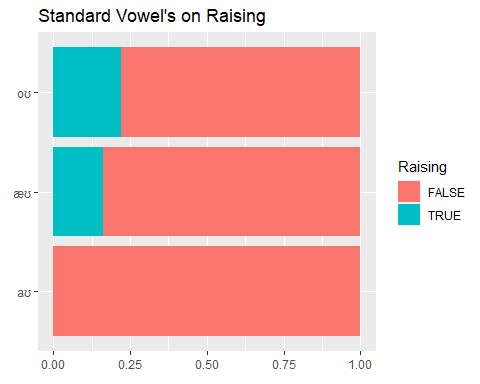 Standard Vowel's on Raising
oʊ
æʊ
aʊ
0.00 0.25 0.50 0.75 1.00
Raising
FALSE
TRUE